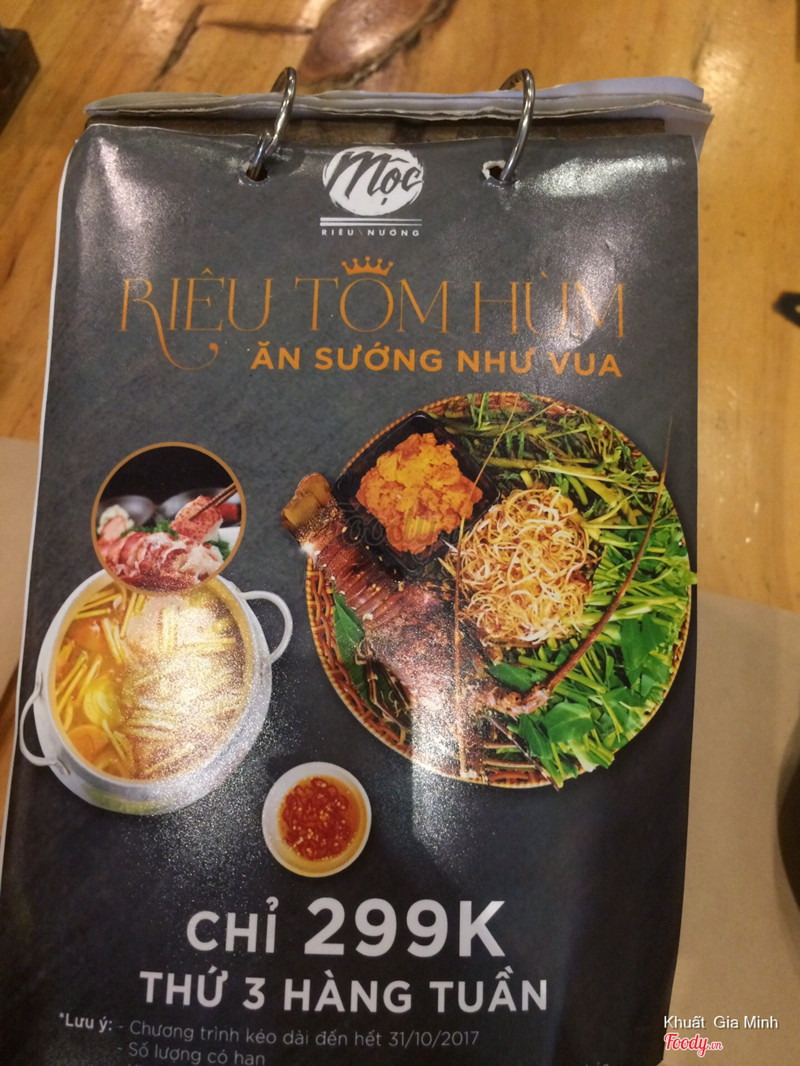 Mộc
RIÊU \ NƯỚNG
RIÊU TÔM HÙM
ĂN SƯỚNG NHƯ VUA
CHỈ 299K
THỨ 3 HÀNG TUẦN
*Lưu ý: - Chương trình kéo dài đến hết 31/10/2017
- Số lượng có hạn
Khuất Gia Minh
Foody.vn